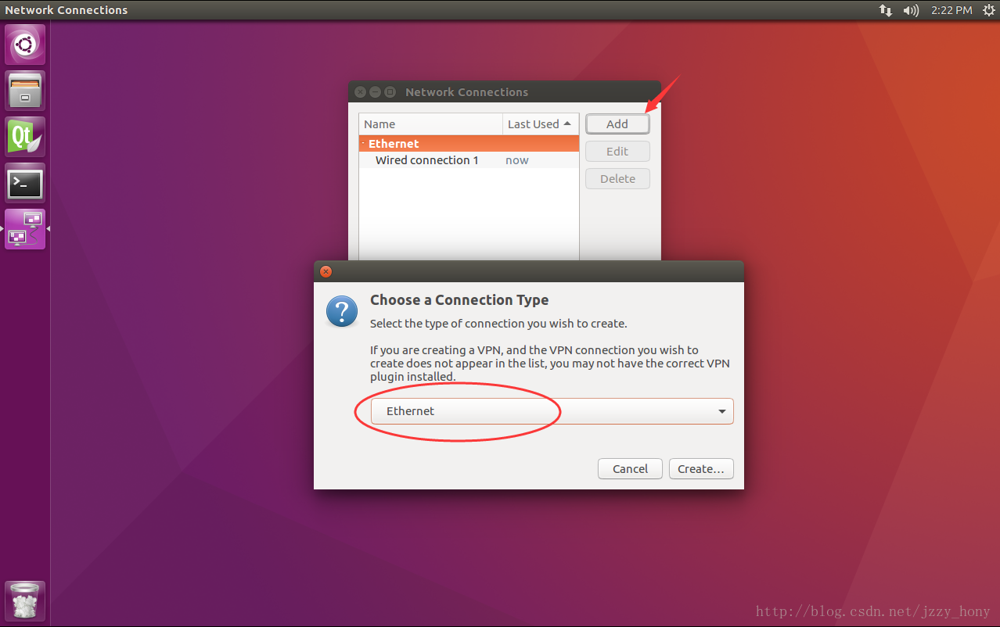 Network Connections
2:22 PM
Qt
>_
Network Connections
Name
Last Used
Add
Ethernet
Edit
Wired connection 1
now
Delete
?
Choose a Connection Type
Select the type of connection you wish to create.
If you are creating a VPN, and the VPN connection you wish to
create does not appear in the list, you may not have the correct VPN
plugin installed.
Ethernet
Cancel
Create...
http://blog.csdn.net/jzzy_hony